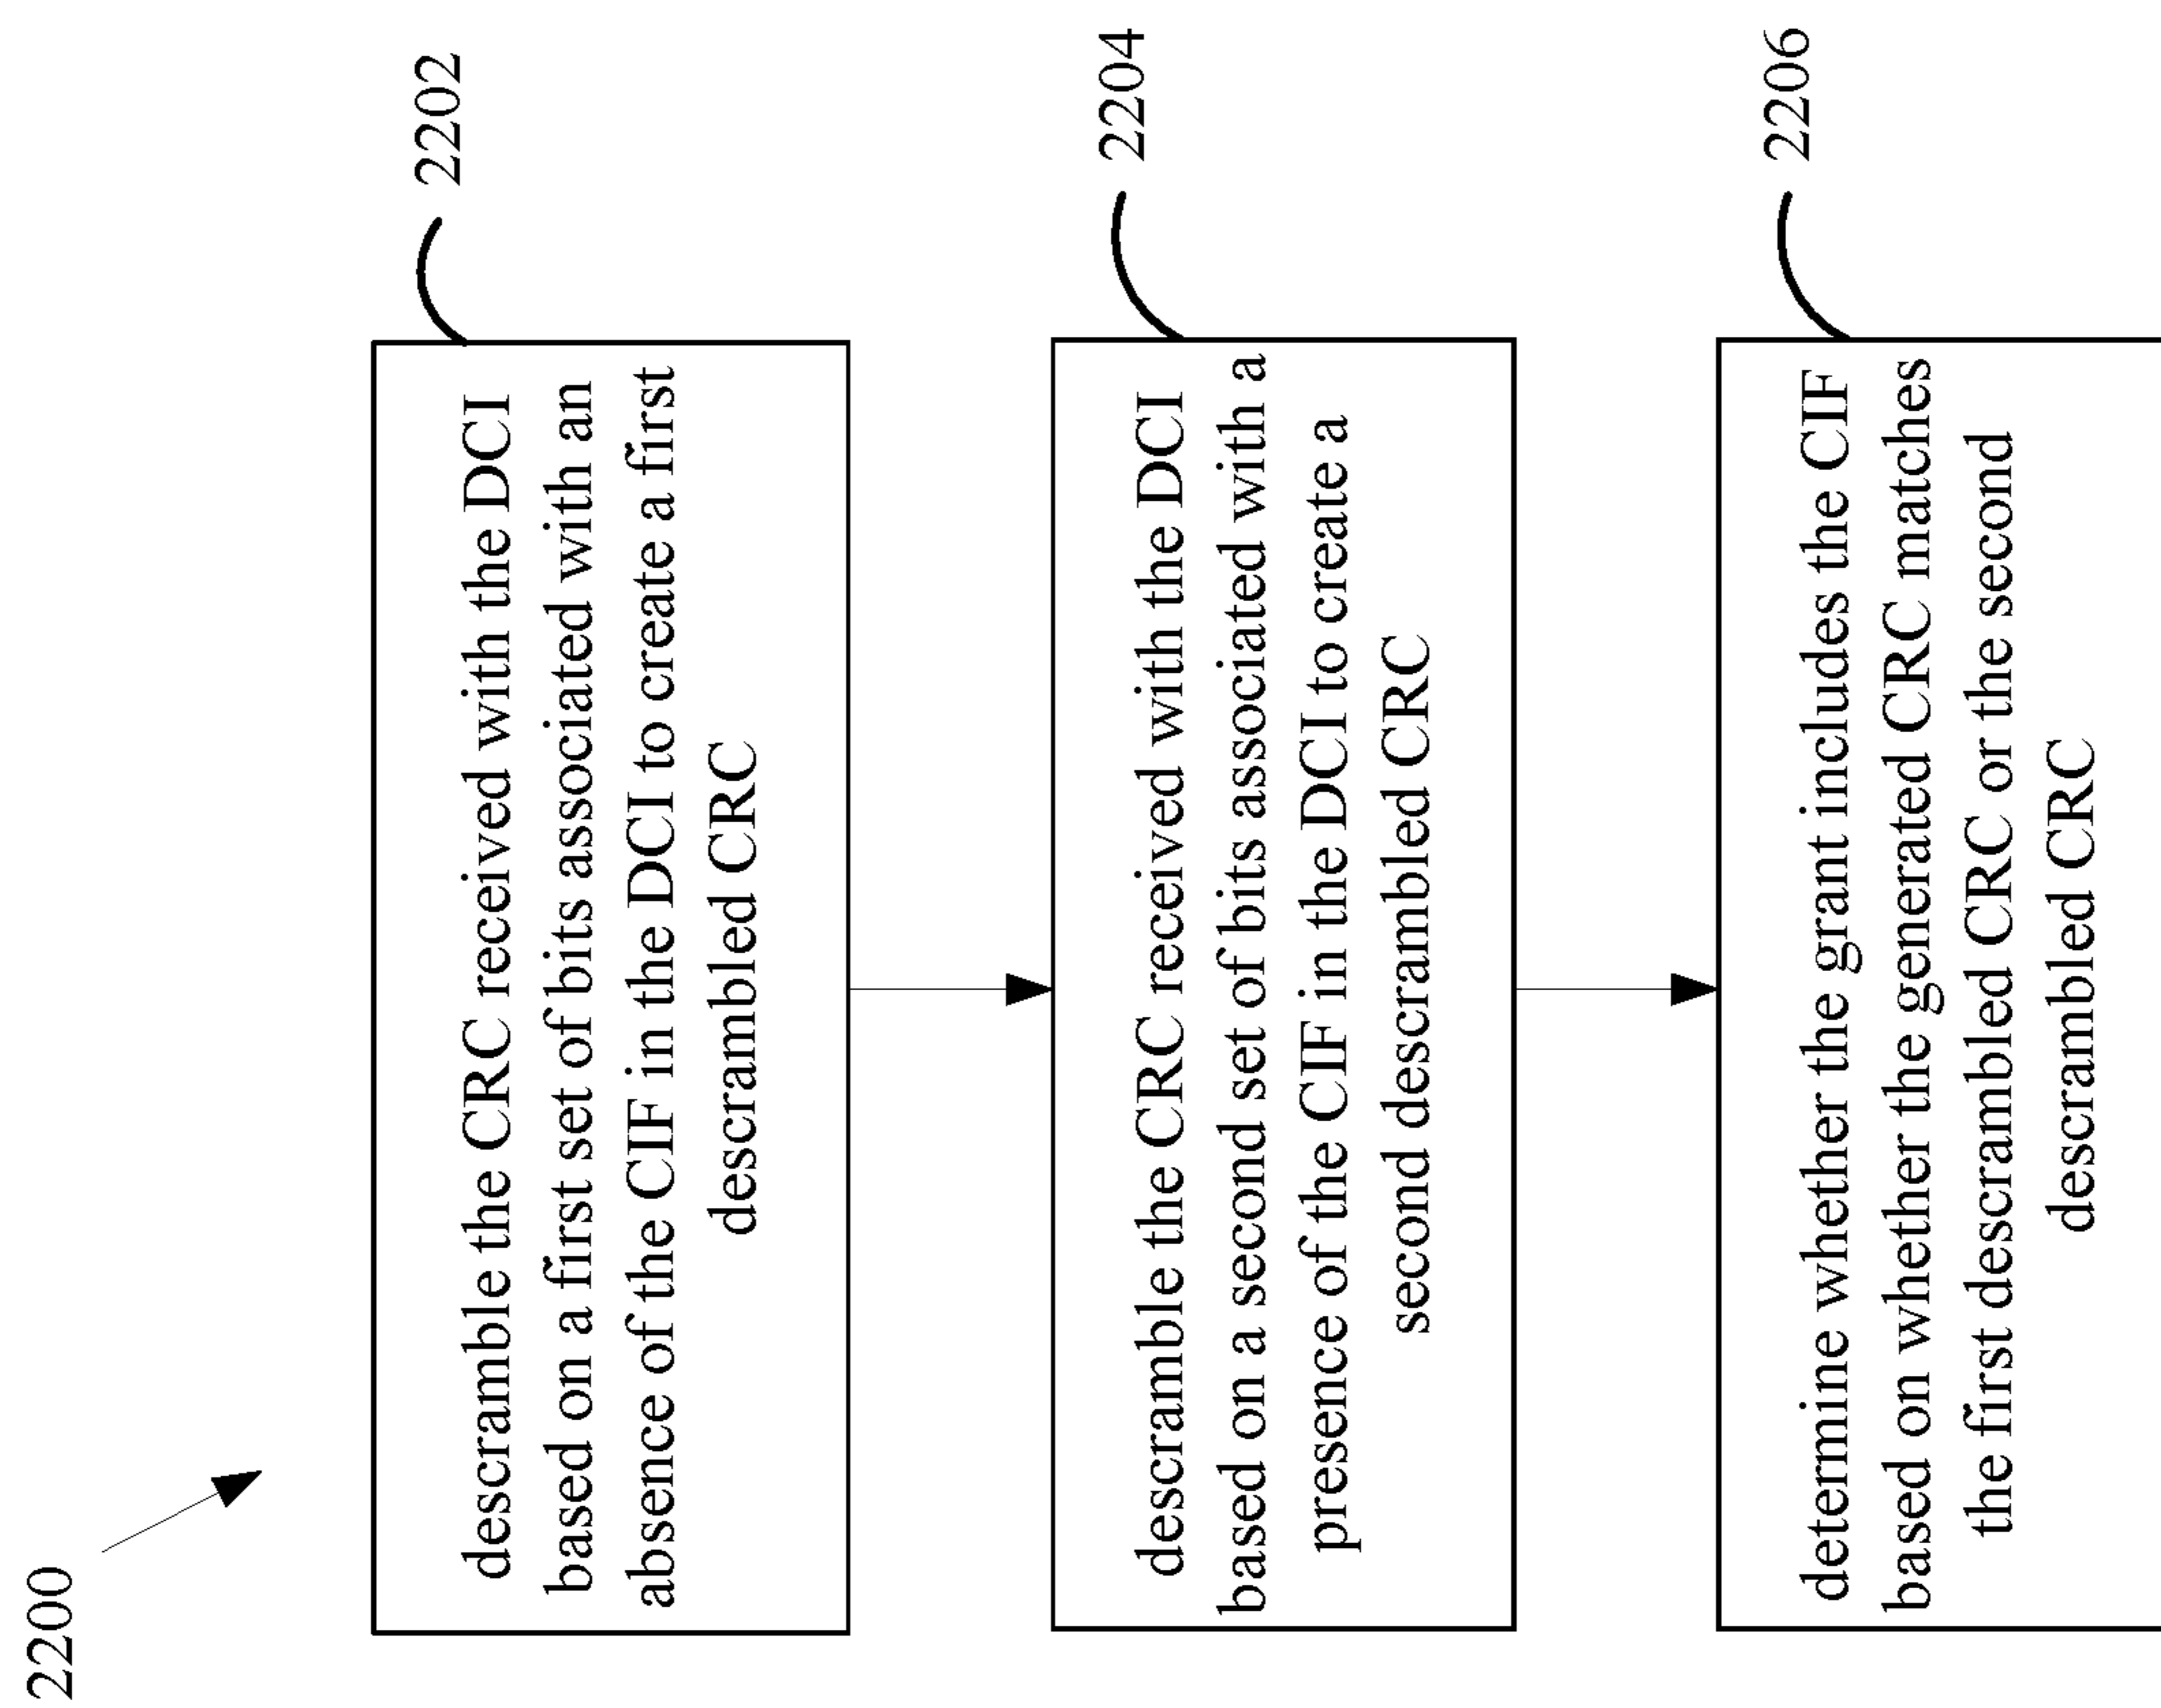 2200
2202
descramble the CRC received with the DCI
based on a first set of bits associated with an
absence of the CIF in the DCI to create a first
descrambled CRC
2204
descramble the CRC received with the DCI
based on a second set of bits associated with a
presence of the CIF in the DCI to create a
second descrambled CRC
2206
determine whether the grant includes the CIF
based on whether the generated CRC matches
the first descrambled CRC or the second
descrambled CRC